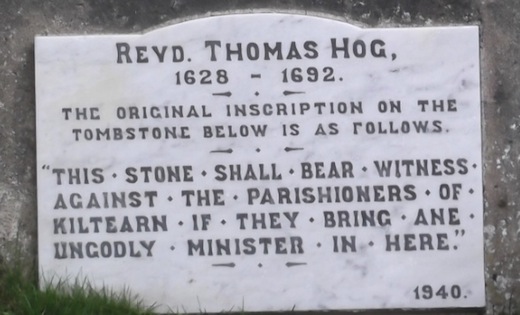 REVD. THOMAS HOG,
1628 - 1692.
THE ORIGINAL INSCRIPTION ON THE
TOMBSTONE BELOW IS AS FOLLOWS.
"THIS · STONE · SHALL · BEAR · WITNESS ·
AGAINST · THE · PARISHIONERS · OF ·
KILTEARN · IF · THEY · BRING · ANE ·
UNGODLY · MINISTER · IN · HERE."
1940.